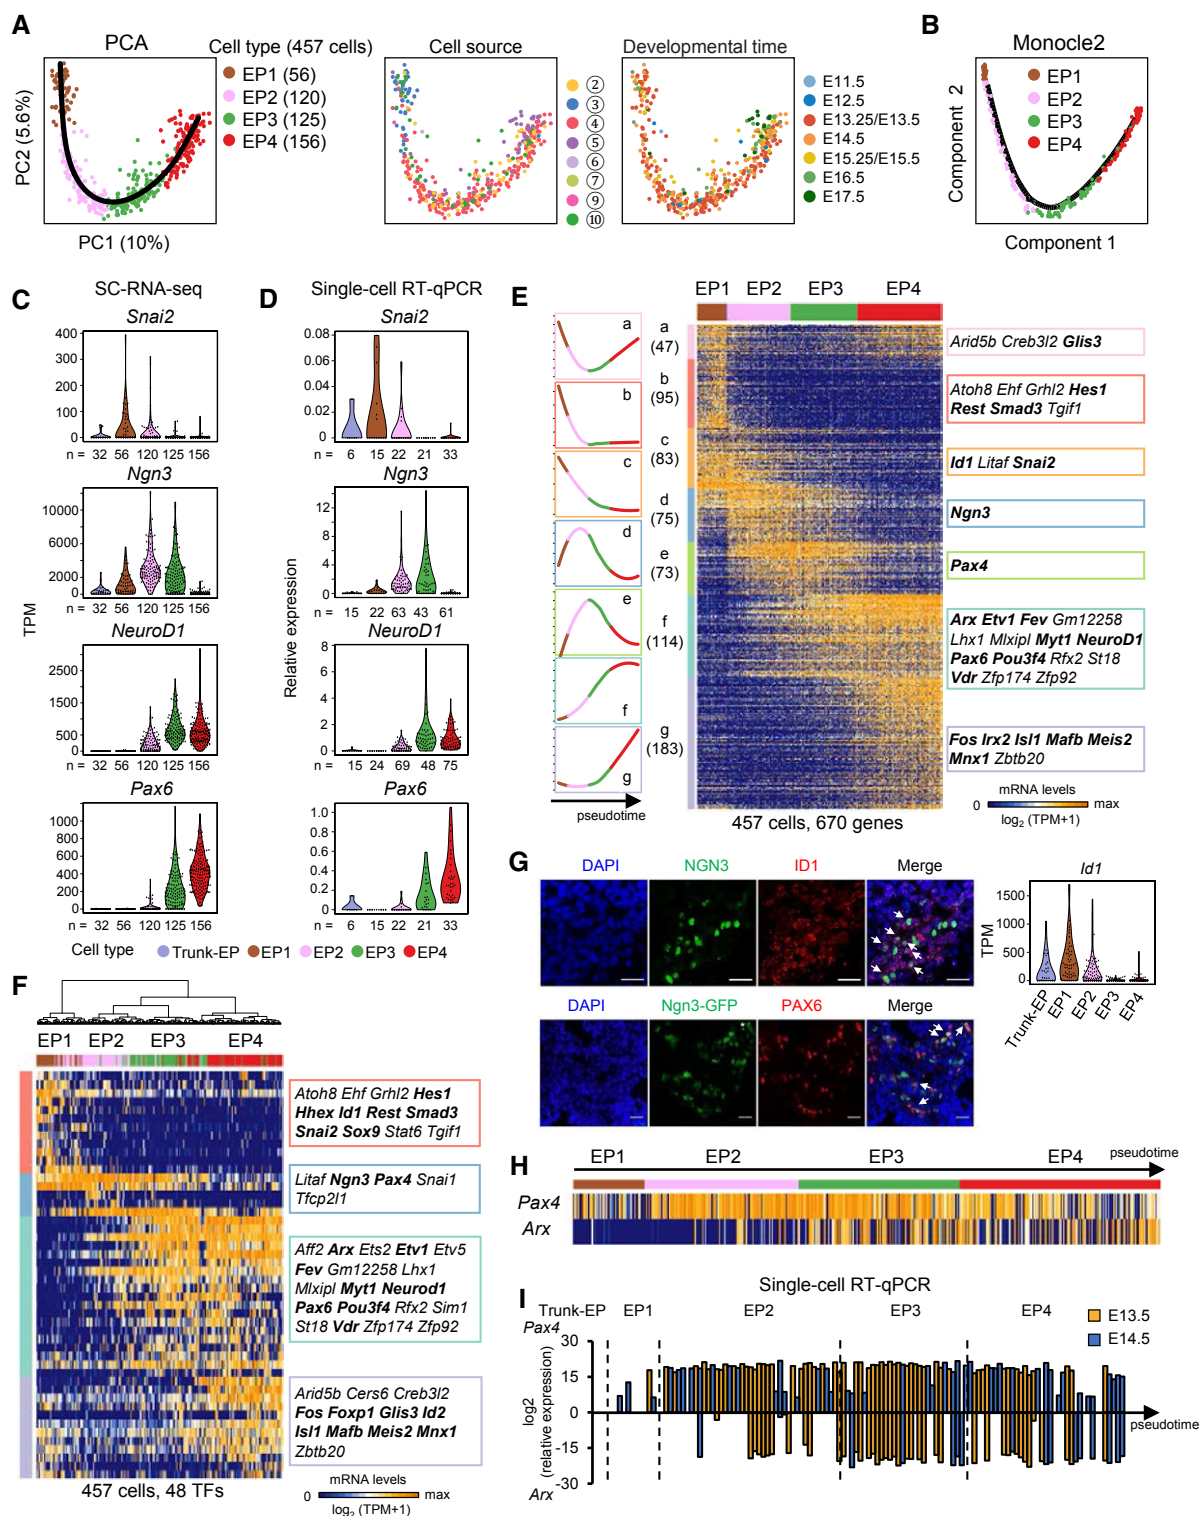 A
PCA
Cell type (457 cells)
EP1 (56)
EP2 (120)
EP3 (125)
EP4 (156)
PC2 (5.6%)
PC1 (10%)
Cell source
②
③
④
⑤
⑥
⑦
⑨
⑩
Developmental time
E11.5
E12.5
E13.25/E13.5
E14.5
E15.25/E15.5
E16.5
E17.5
B
Monocle2
EP1
EP2
EP3
EP4
Component 2
Component 1
C
SC-RNA-seq
Snai2
400
300
200
100
0
n = 32 56 120 125 156
Ngn3
10000
6000
2000
0
n = 32 56 120 125 156
TPM
NeuroD1
2500
1500
500
0
n = 32 56 120 125 156
Pax6
1000
800
600
400
200
0
n = 32 56 120 125 156
D
Single-cell RT-qPCR
Snai2
0.08
0.06
0.04
0.02
0
n = 6 15 22 21 33
Ngn3
12
8
4
0
n = 15 22 63 43 61
Relative expression
NeuroD1
8
6
4
2
0
n = 15 24 69 48 75
Pax6
1.0
0.8
0.6
0.4
0.2
0
n = 6 15 22 21 33
Cell type
Trunk-EP
EP1
EP2
EP3
EP4
E
EP1
EP2
EP3
EP4
a
b
c
d
e
f
g
pseudotime
a
(47)
b
(95)
c
(83)
d
(75)
e
(73)
f
(114)
g
(183)
Arid5b Creb3l2 Glis3
Atoh8 Ehf Grhl2 Hes1
Rest Smad3 Tgif1
Id1 Litaf Snai2
Ngn3
Pax4
Arx Etv1 Fev Gm12258
Lhx1 Mlxipl Myt1 NeuroD1
Pax6 Pou3f4 Rfx2 St18
Vdr Zfp174 Zfp92
Fos Irx2 Isl1 Mafb Meis2
Mnx1 Zbtb20
mRNA levels
min
max
log2 (TPM+1)
457 cells, 670 genes
F
EP1
EP2
EP3
EP4
Atoh8 Ehf Grhl2 Hes1
Hhex Id1 Rest Smad3
Snai2 Sox9 Stat6 Tgif1
Litaf Ngn3 Pax4 Snai1
Tfcp2l1
Aff2 Arx Ets2 Etv1 Etv5
Fev Gm12258 Lhx1
Mlxipl Myt1 Neurod1
Pax6 Pou3f4 Rfx2 Sim1
St18 Vdr Zfp174 Zfp92
Arid5b Cers6 Creb3l2
Fos Foxp1 Glis3 Id2
Isl1 Mafb Meis2 Mnx1
Zbtb20
457 cells, 48 TFs
mRNA levels
min
max
log2 (TPM+1)
G
DAPI
NGN3
ID1
Merge
DAPI
Ngn3-GFP
PAX6
Merge
*
Id1
TPM
1500
1000
500
0
Trunk-EP
EP1
EP2
EP3
EP4
H
EP1
EP2
EP3
EP4
pseudotime
Pax4
Arx
I
Single-cell RT-qPCR
Trunk-EP
EP1
EP2
EP3
EP4
E13.5
E14.5
Pax4
30
15
0
-15
-30
log2
(relative expression)
Arx
pseudotime